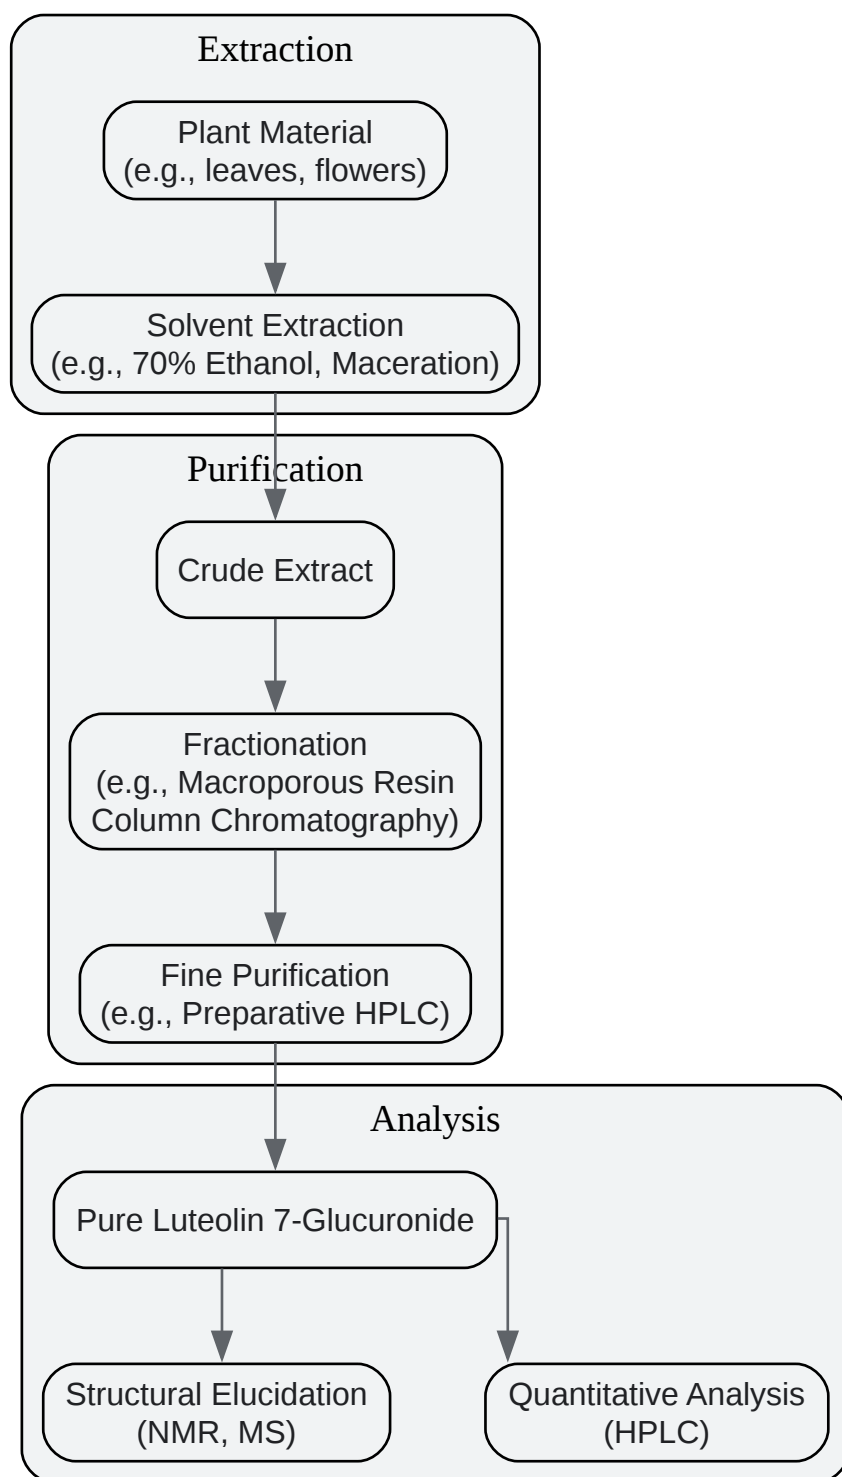 Extraction
Plant Material
(e.g., leaves, flowers)
Solvent Extraction
(e.g., 70% Ethanol, Maceration)
Purification
Crude Extract
Fractionation
(e.g., Macroporous Resin
Column Chromatography)
Fine Purification
(e.g., Preparative HPLC)
Analysis
Pure Luteolin 7-Glucuronide
Structural Elucidation
(NMR, MS)
Quantitative Analysis
(HPLC)